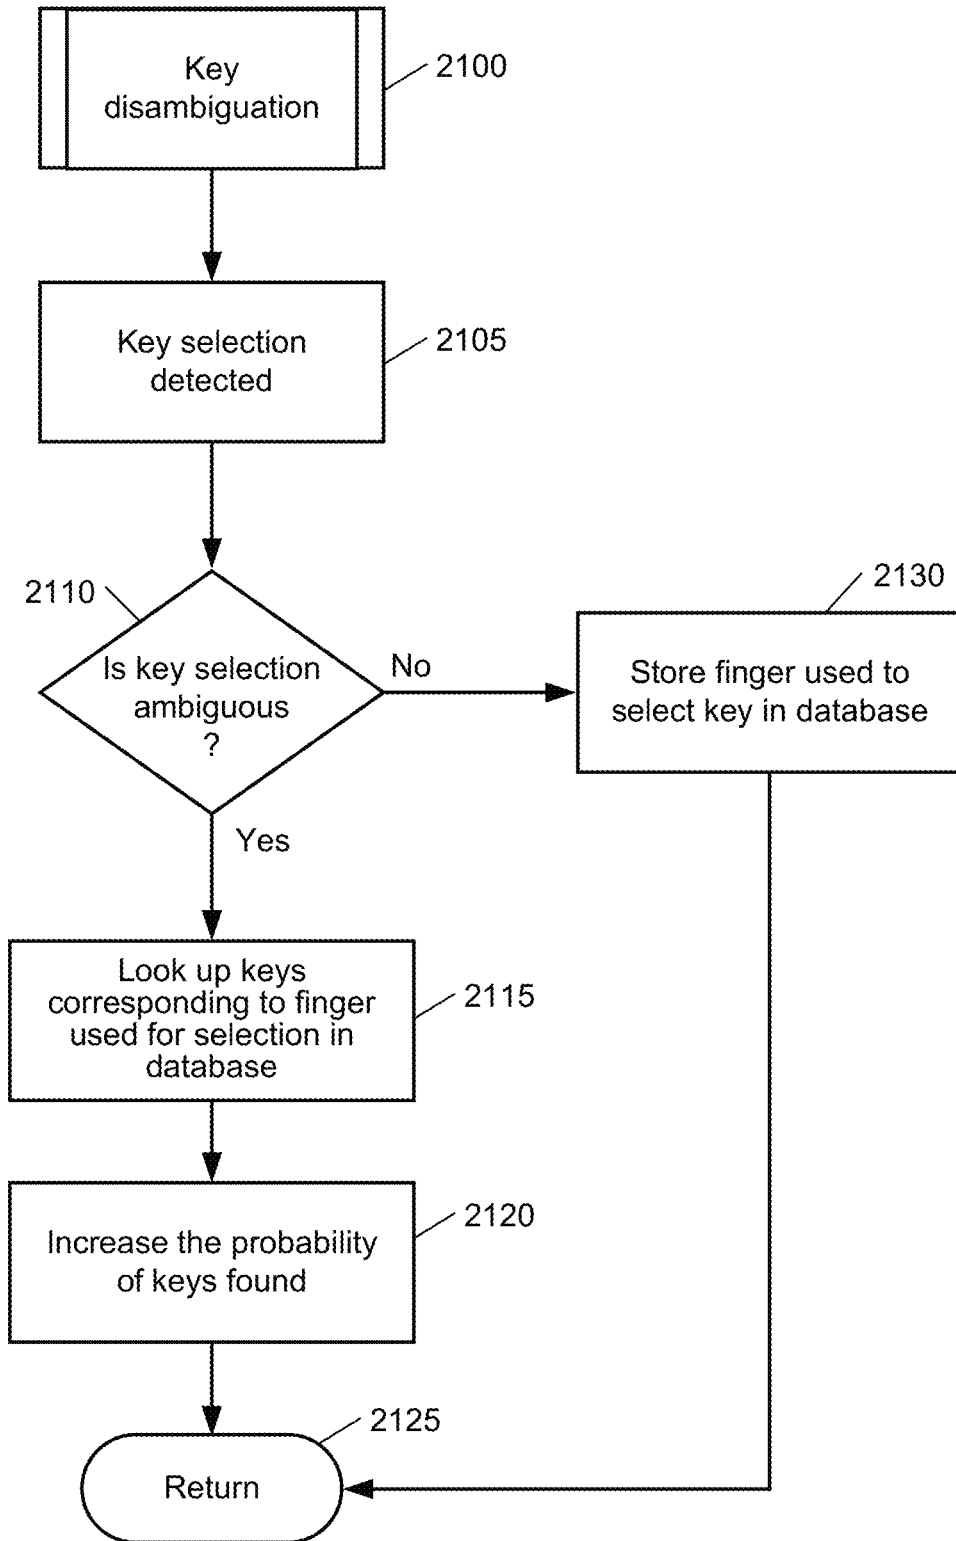 Key
disambiguation
2100
Key selection
detected
2105
2110
Is key selection
ambiguous
?
No
2130
Store finger used to
select key in database
Yes
Look up keys
corresponding to finger
used for selection in
database
2115
Increase the probability
of keys found
2120
2125
Return